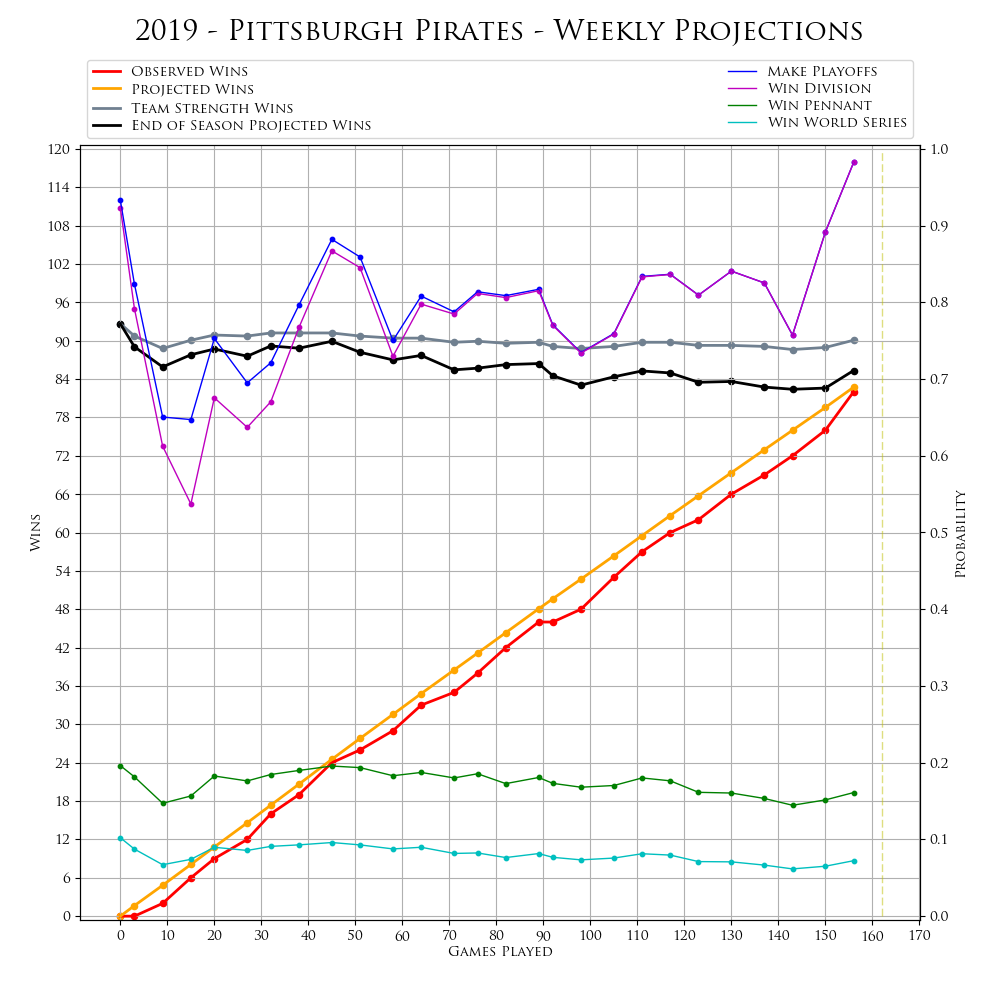 2019 - Pittsburgh Pirates - Weekly Projections
Observed Wins
Projected Wins
Team Strength Wins
End of Season Projected Wins
Make Playoffs
Win Division
Win Pennant
Win World Series
120
114
108
102
96
90
84
78
72
66
60
54
48
42
36
30
24
18
12
6
0
Wins
1.0
0.9
0.8
0.7
0.6
0.5
0.4
0.3
0.2
0.1
0.0
Probability
0 10 20 30 40 50 60 70 80 90 100 110 120 130 140 150 160 170
Games Played